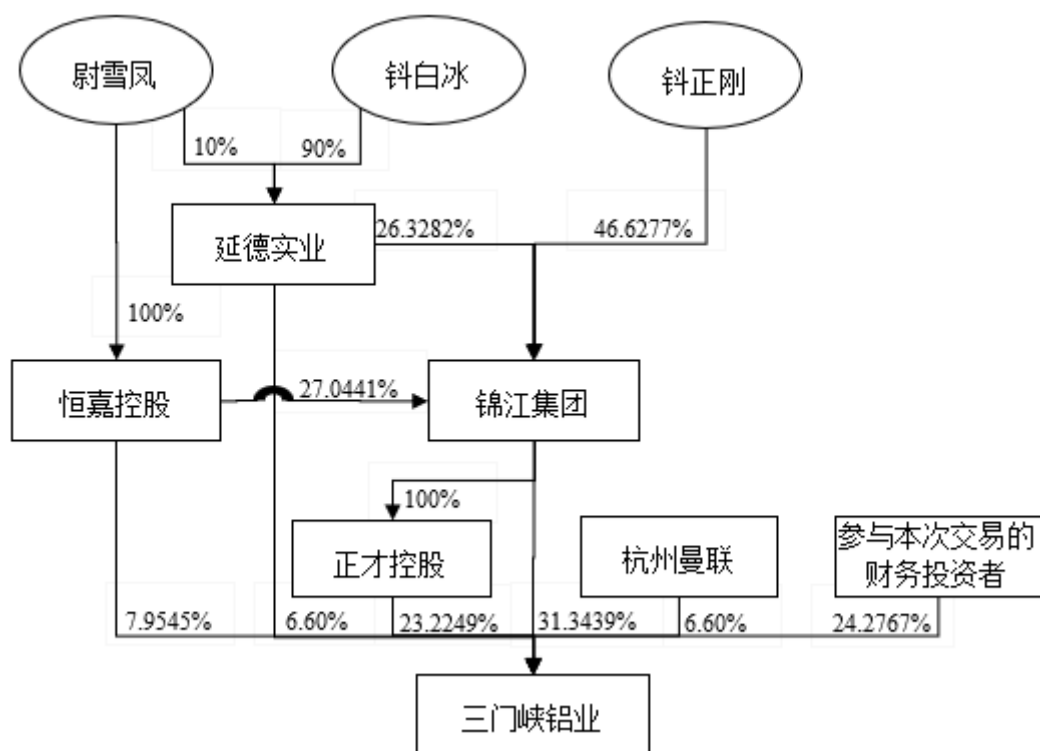 尉雪凤
钭白冰
钭正刚
10%
90%
延德实业
26.3282%
46.6277%
100%
恒嘉控股
27.0441%
锦江集团
100%
正才控股
杭州曼联
参与本次交易的
财务投资者
7.9545%
6.60%
23.2249%
31.3439%
6.60%
24.2767%
三门峡铝业